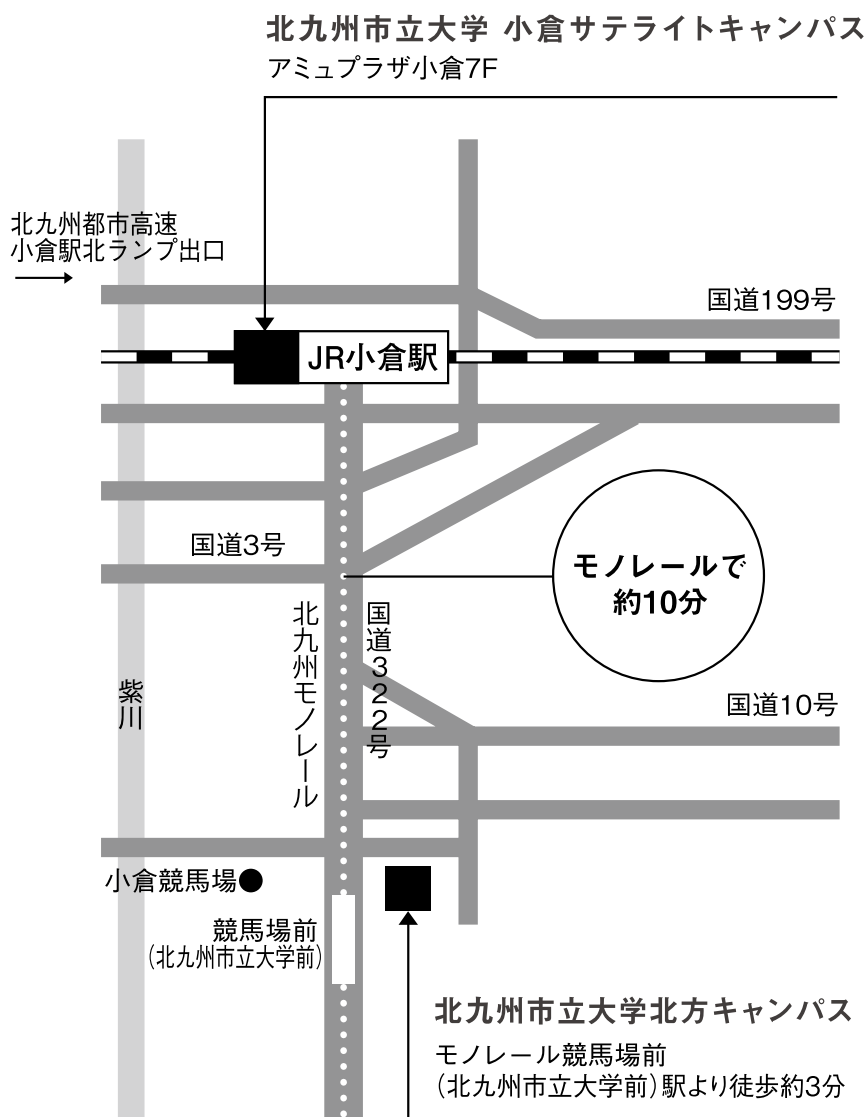 北九州市立大学 小倉サテライトキャンパス
アミュプラザ小倉7F
北九州都市高速
小倉駅北ランプ出口
国道199号
JR小倉駅
国道3号
モノレールで
約10分
北九州モノレール
国道322号
紫川
国道10号
小倉競馬場●
競馬場前
(北九州市立大学前)
北九州市立大学北方キャンパス
モノレール競馬場前
(北九州市立大学前)駅より徒歩約3分